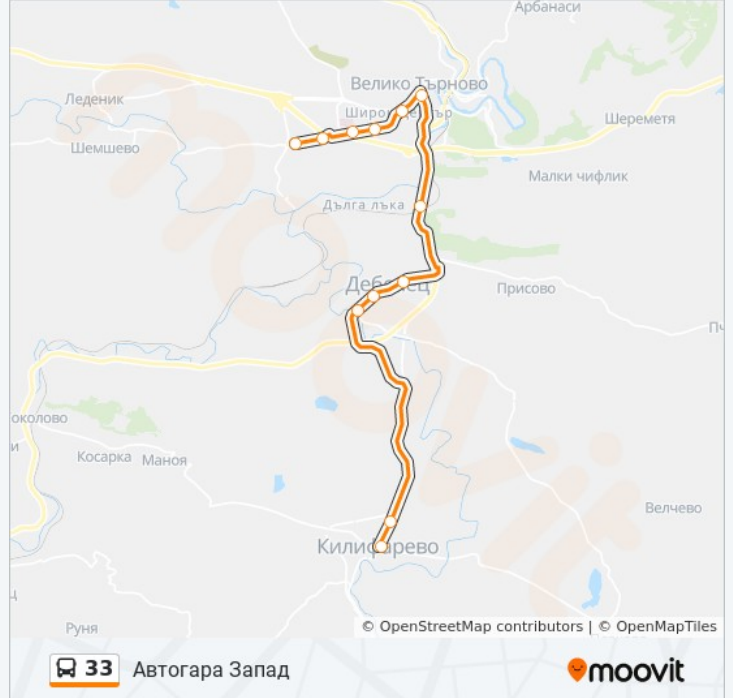 Арбанаси
Велико Търново
Леденик
Шереметя
Шемшево
Малки чифлик
Дълга лъка
Дебелец
Присово
околово
Косарка
Маноя
Велчево
Килифарево
Руня
© OpenStreetMap contributors | © OpenMapTiles
33 Автогара Запад
moovit